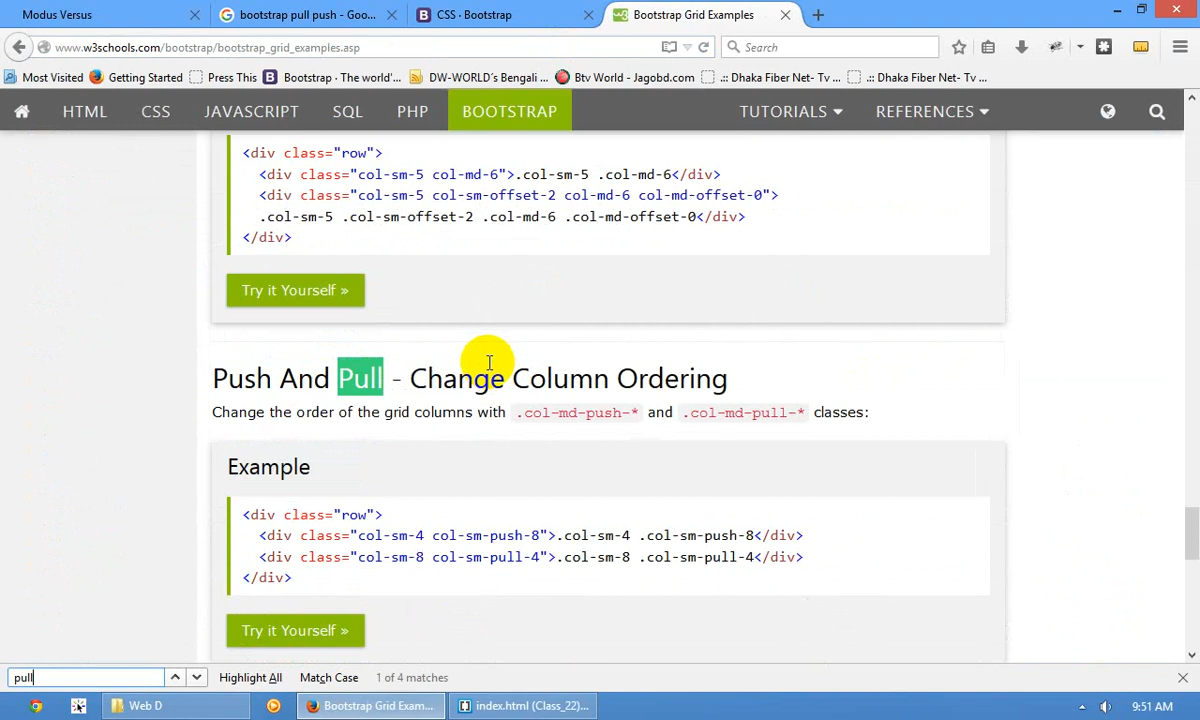 Modus Versus
bootstrap pull push - Goo...
CSS · Bootstrap
Bootstrap Grid Examples
www.w3schools.com/bootstrap/bootstrap_grid_examples.asp
Search
Most Visited
Getting Started
Press This
Bootstrap · The world'...
DW-WORLD´s Bengali ...
Btv World - Jagobd.com
.:: Dhaka Fiber Net- Tv ...
.:: Dhaka Fiber Net- Tv ...
HTML
CSS
JAVASCRIPT
SQL
PHP
BOOTSTRAP
TUTORIALS
REFERENCES
<div class="row">
<div class="col-sm-5 col-md-6">.col-sm-5 .col-md-6</div>
<div class="col-sm-5 col-sm-offset-2 col-md-6 col-md-offset-0">
.col-sm-5 .col-sm-offset-2 .col-md-6 .col-md-offset-0</div>
</div>
Try it Yourself »
Push And Pull - Change Column Ordering
Change the order of the grid columns with .col-md-push-* and .col-md-pull-* classes:
Example
<div class="row">
<div class="col-sm-4 col-sm-push-8">.col-sm-4 .col-sm-push-8</div>
<div class="col-sm-8 col-sm-pull-4">.col-sm-8 .col-sm-pull-4</div>
</div>
Try it Yourself »
pull
Highlight All
Match Case
1 of 4 matches
Web D
Bootstrap Grid Exam...
index.html (Class_22)...
9:51 AM